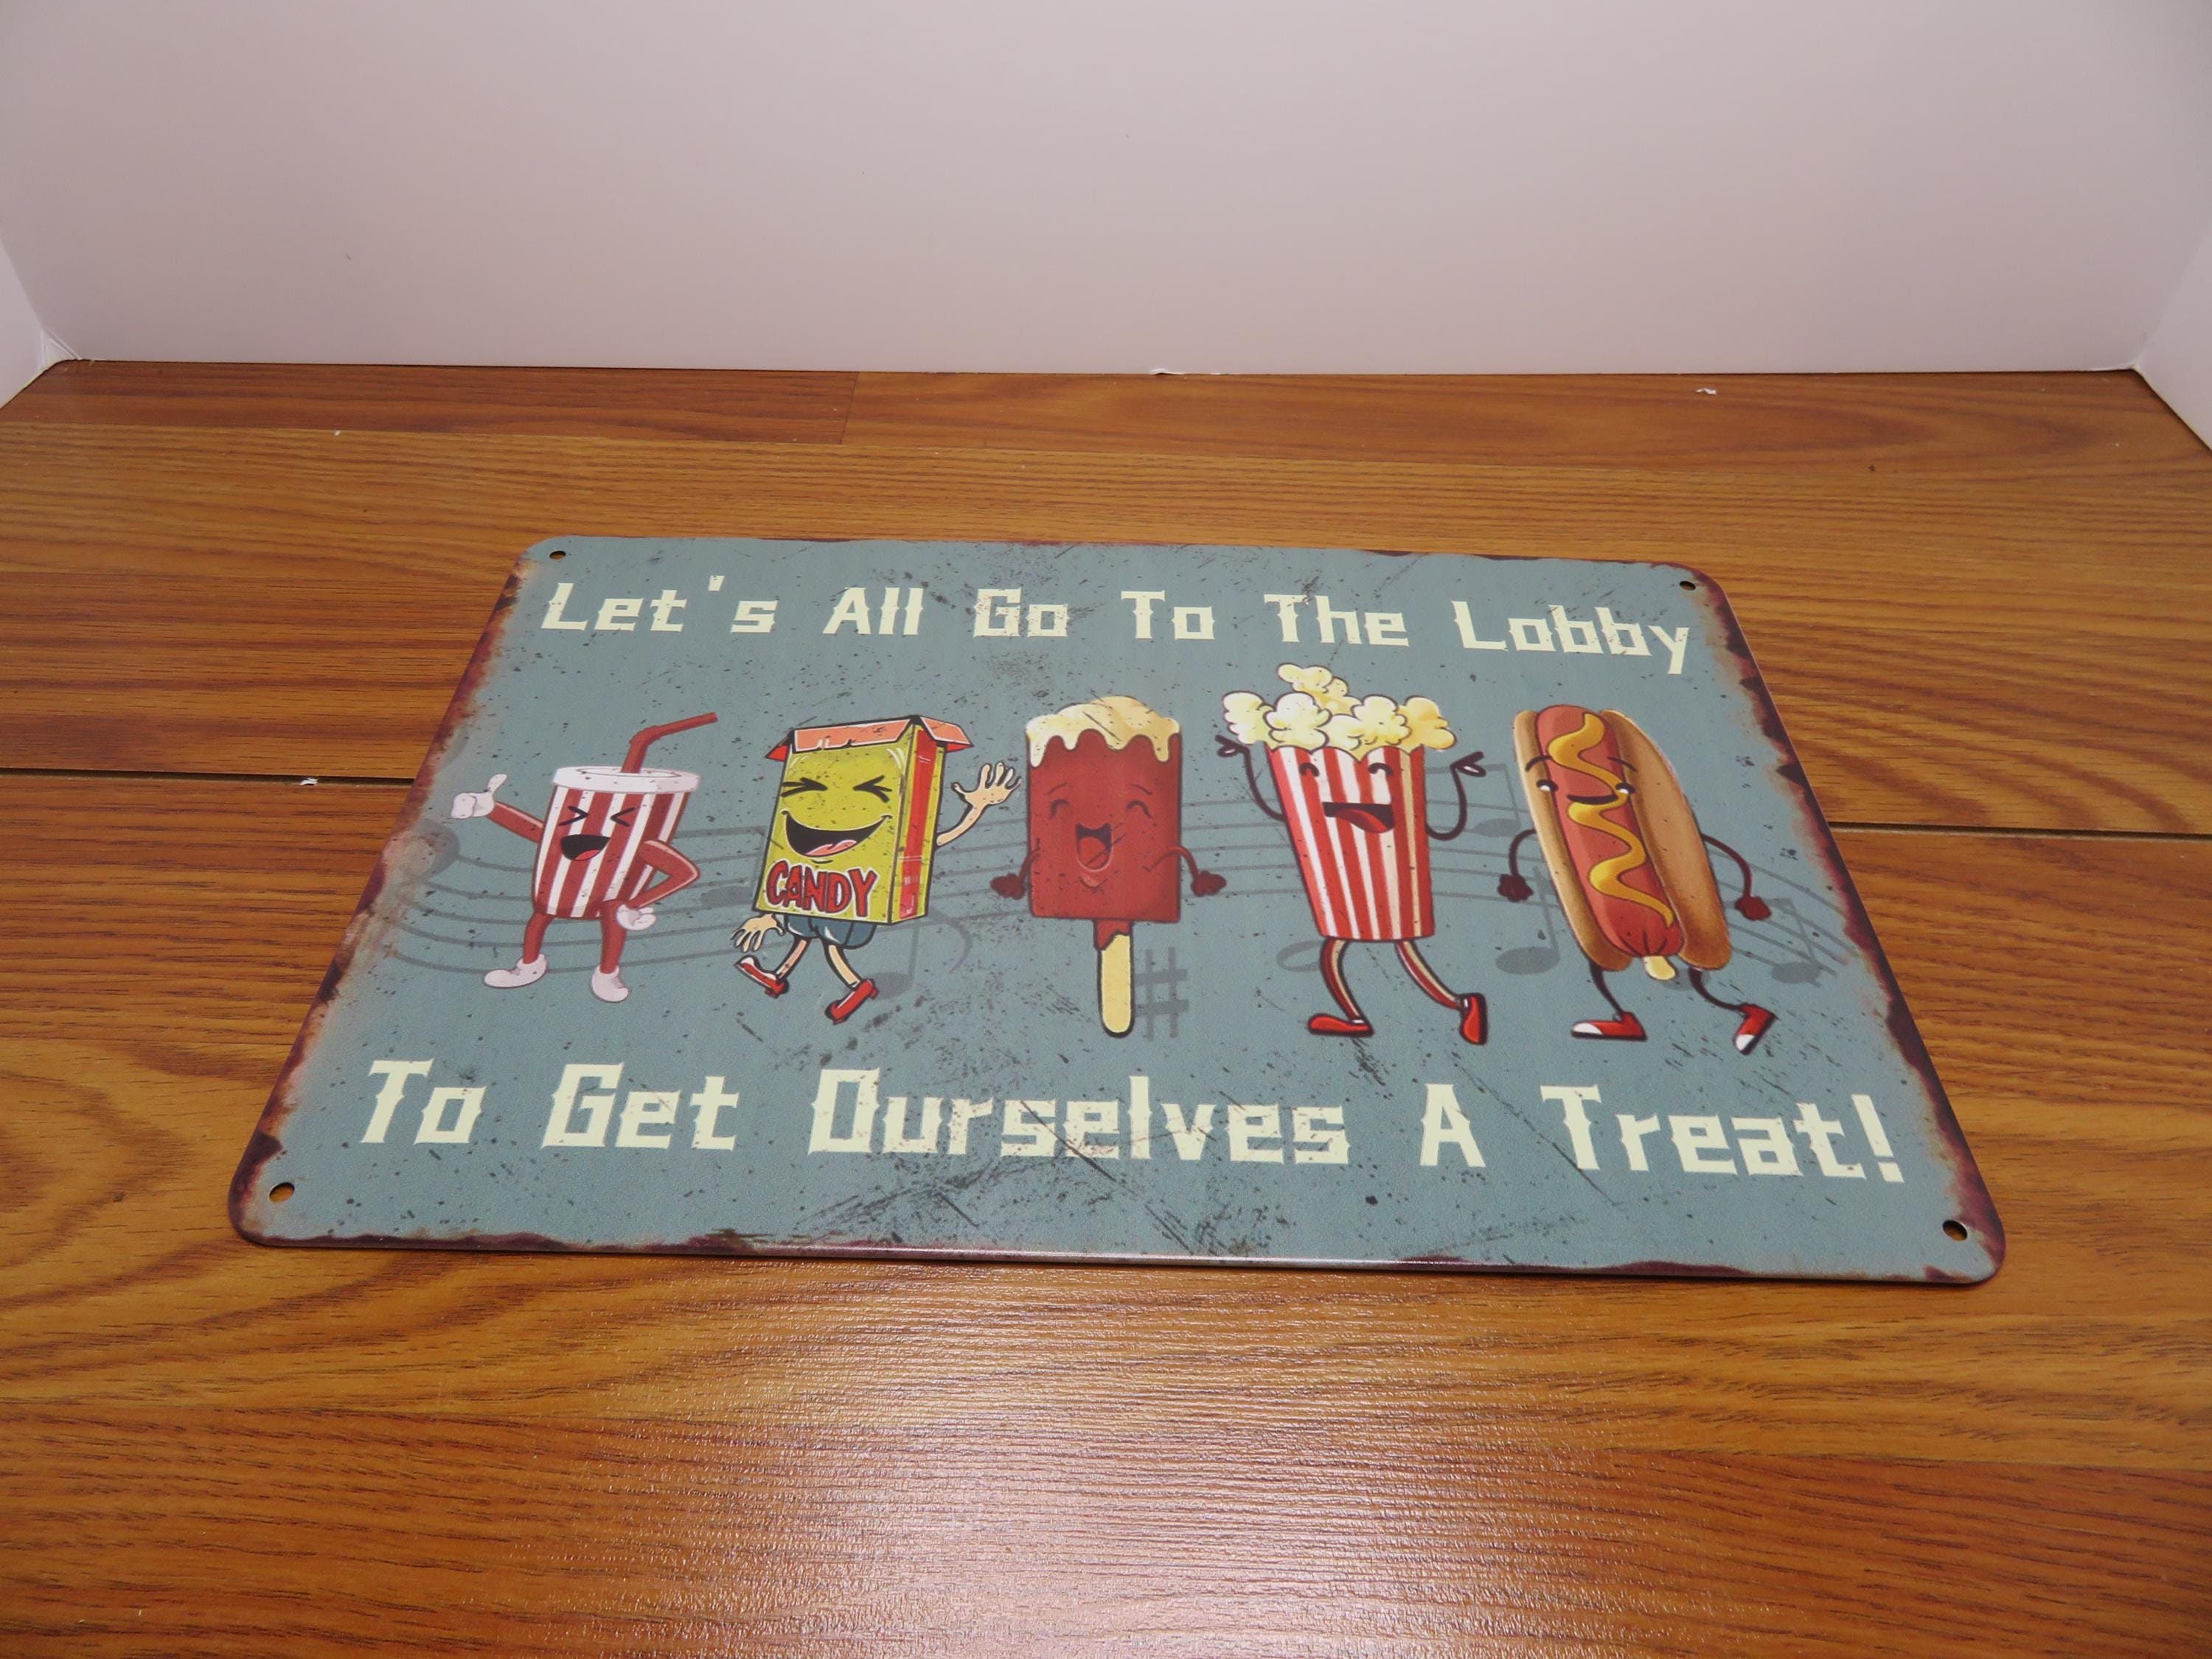 Let's All Go To The Lobby
CANDY
To Get Ourselves A Treat!